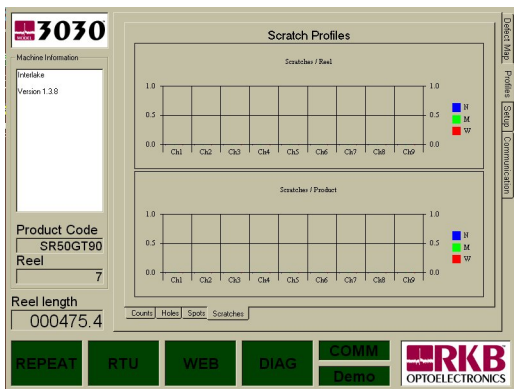 MODEL 3030
Machine Information
Interlake
Version 1.3.8
Product Code
SR50GT90
Reel
7
Reel length
000475.4
Scratch Profiles
Scratches / Reel
1.0 1.0
0.5 0.5
0.0 0.0
Ch1 Ch2 Ch3 Ch4 Ch5 Ch6 Ch7 Ch8 Ch9
N
M
W
Scratches / Product
1.0 1.0
0.5 0.5
0.0 0.0
Ch1 Ch2 Ch3 Ch4 Ch5 Ch6 Ch7 Ch8 Ch9
N
M
W
Counts Holes Spots Scratches
Defect Map
Profiles
Setup
Communication
REPEAT RTU WEB DIAG COMM
Demo
RKB
OPTOELECTRONICS